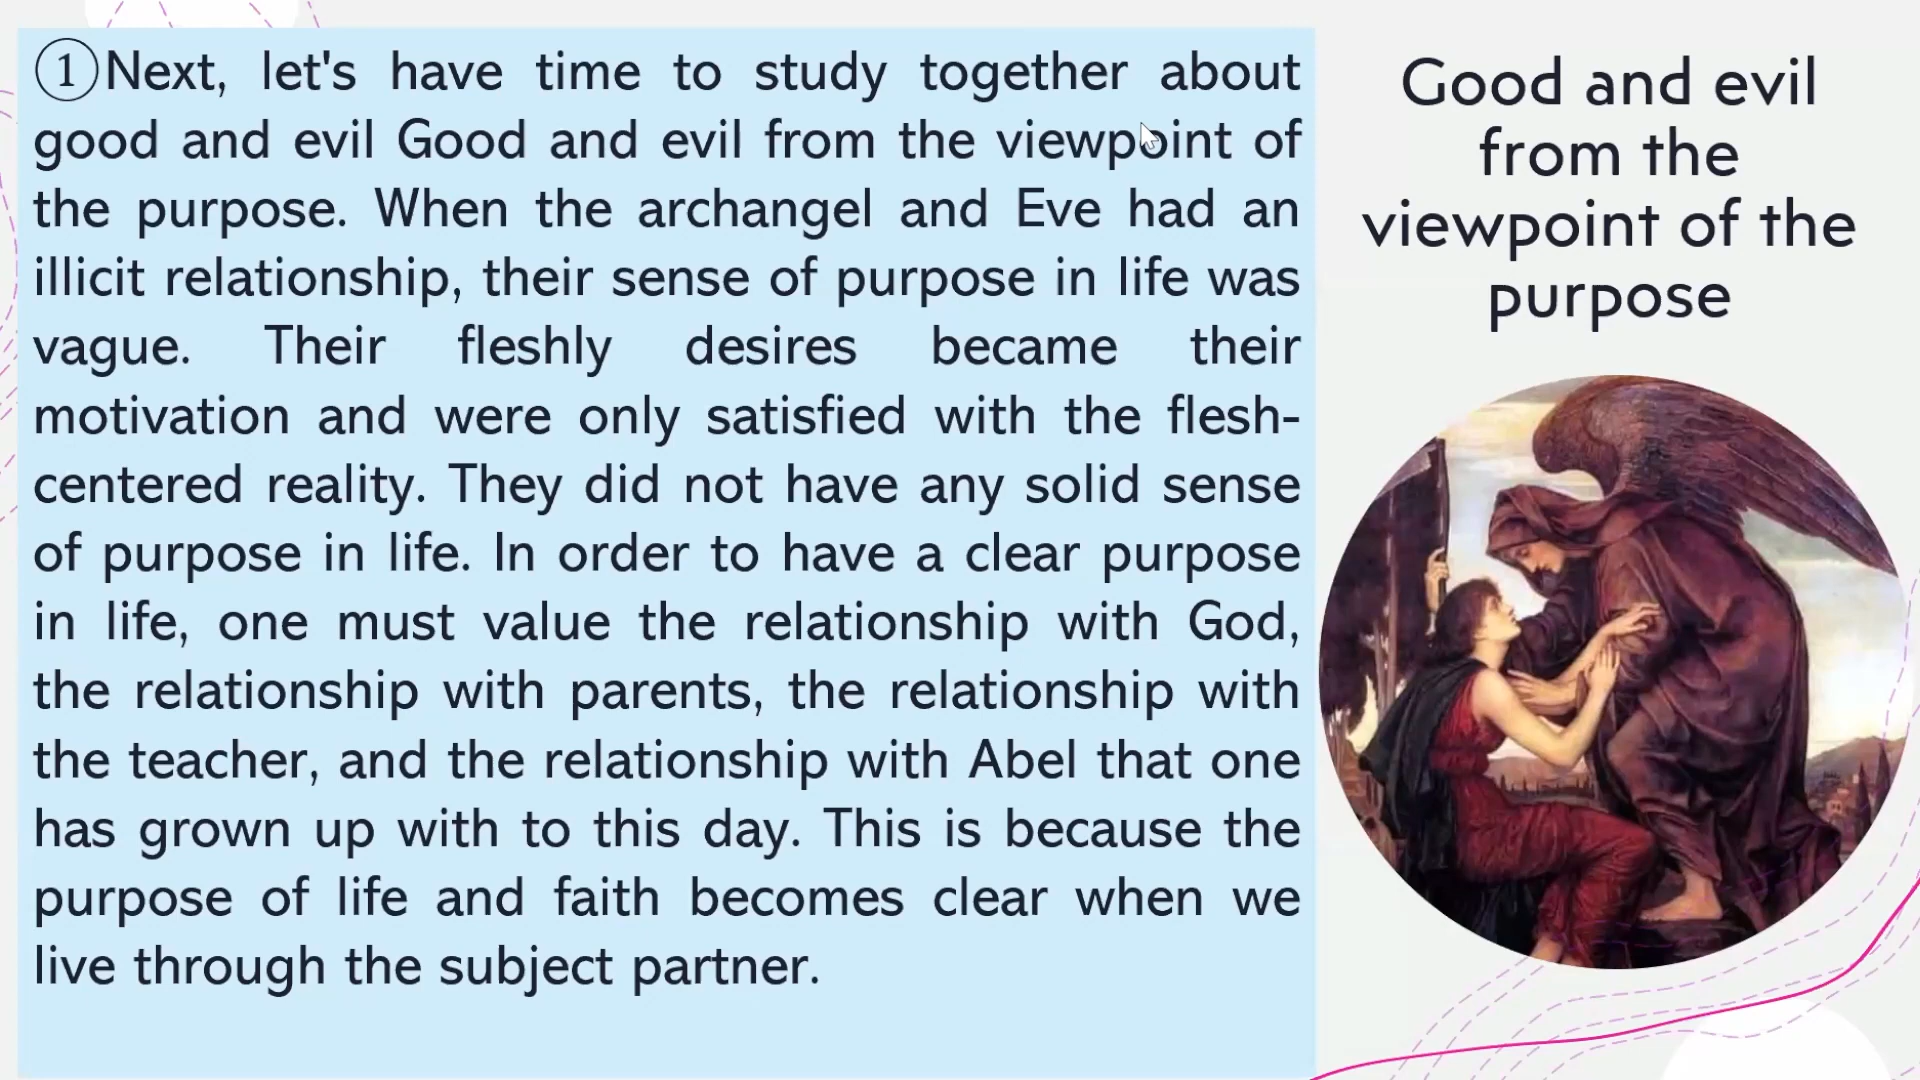 ①Next, let's have time to study together about
good and evil Good and evil from the viewpoint of
the purpose. When the archangel and Eve had an
illicit relationship, their sense of purpose in life was
vague. Their fleshly desires became their
motivation and were only satisfied with the flesh-
centered reality. They did not have any solid sense
of purpose in life. In order to have a clear purpose
in life, one must value the relationship with God,
the relationship with parents, the relationship with
the teacher, and the relationship with Abel that one
has grown up with to this day. This is because the
purpose of life and faith becomes clear when we
live through the subject partner.
Good and evil
from the
viewpoint of the
purpose